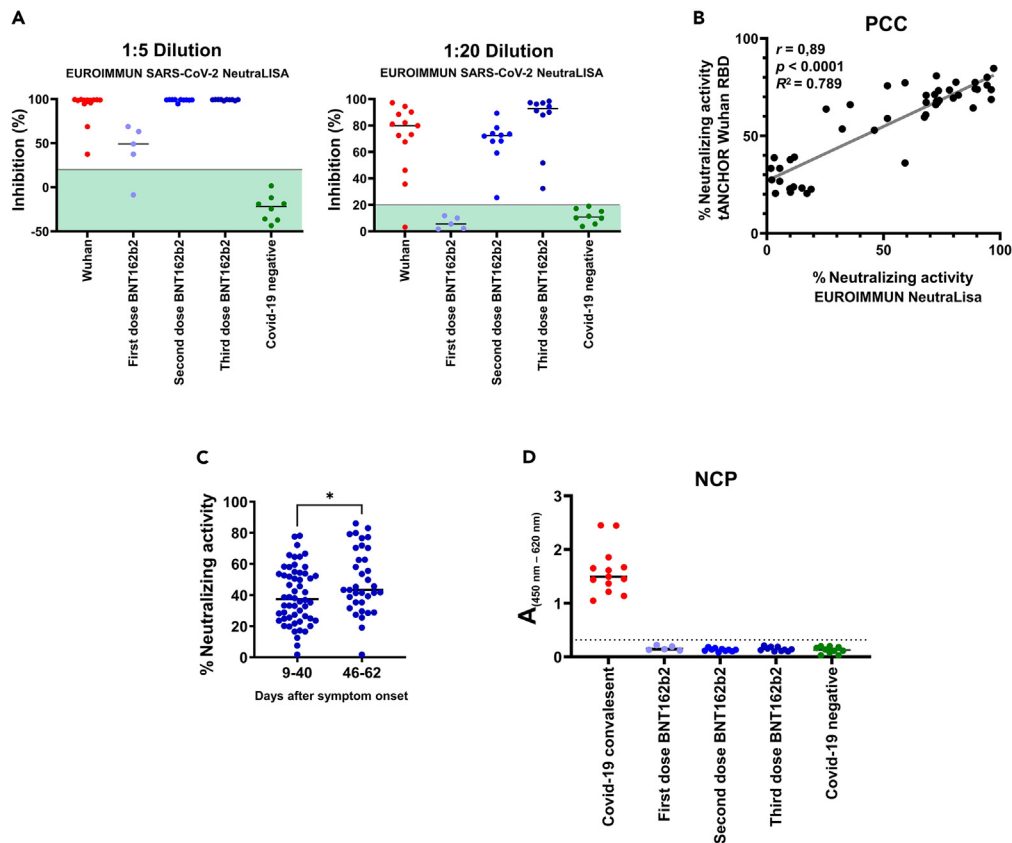 A
1:5 Dilution
EUROIMMUN SARS-CoV-2 NeutraLISA
Inhibition (%)
100
50
0
-50
Wuhan
First dose BNT162b2
Second dose BNT162b2
Third dose BNT162b2
Covid-19 negative
1:20 Dilution
EUROIMMUN SARS-CoV-2 NeutraLISA
Inhibition (%)
100
80
60
40
20
0
Wuhan
First dose BNT162b2
Second dose BNT162b2
Third dose BNT162b2
Covid-19 negative
B
PCC
r = 0,89
p < 0.0001
R² = 0.789
% Neutralizing activity
tANCHOR Wuhan RBD
100
50
0
0
50
100
% Neutralizing activity
EUROIMMUN NeutraLisa
C
*
% Neutralizing activity
100
80
60
40
20
0
9-40
46-62
Days after symptom onset
D
NCP
A(450 nm – 620 nm)
3
2
1
0
Covid-19 convalesent
First dose BNT162b2
Second dose BNT162b2
Third dose BNT162b2
Covid-19 negative